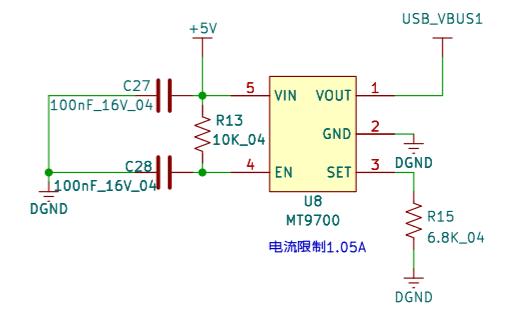 USB_VBUS1
+5V
C27
100nF_16V_04
5
VIN
VOUT
1
R13
10K_04
GND
2
DGND
C28
100nF_16V_04
4
EN
SET
3
DGND
U8
MT9700
R15
6.8K_04
电流限制1.05A
DGND